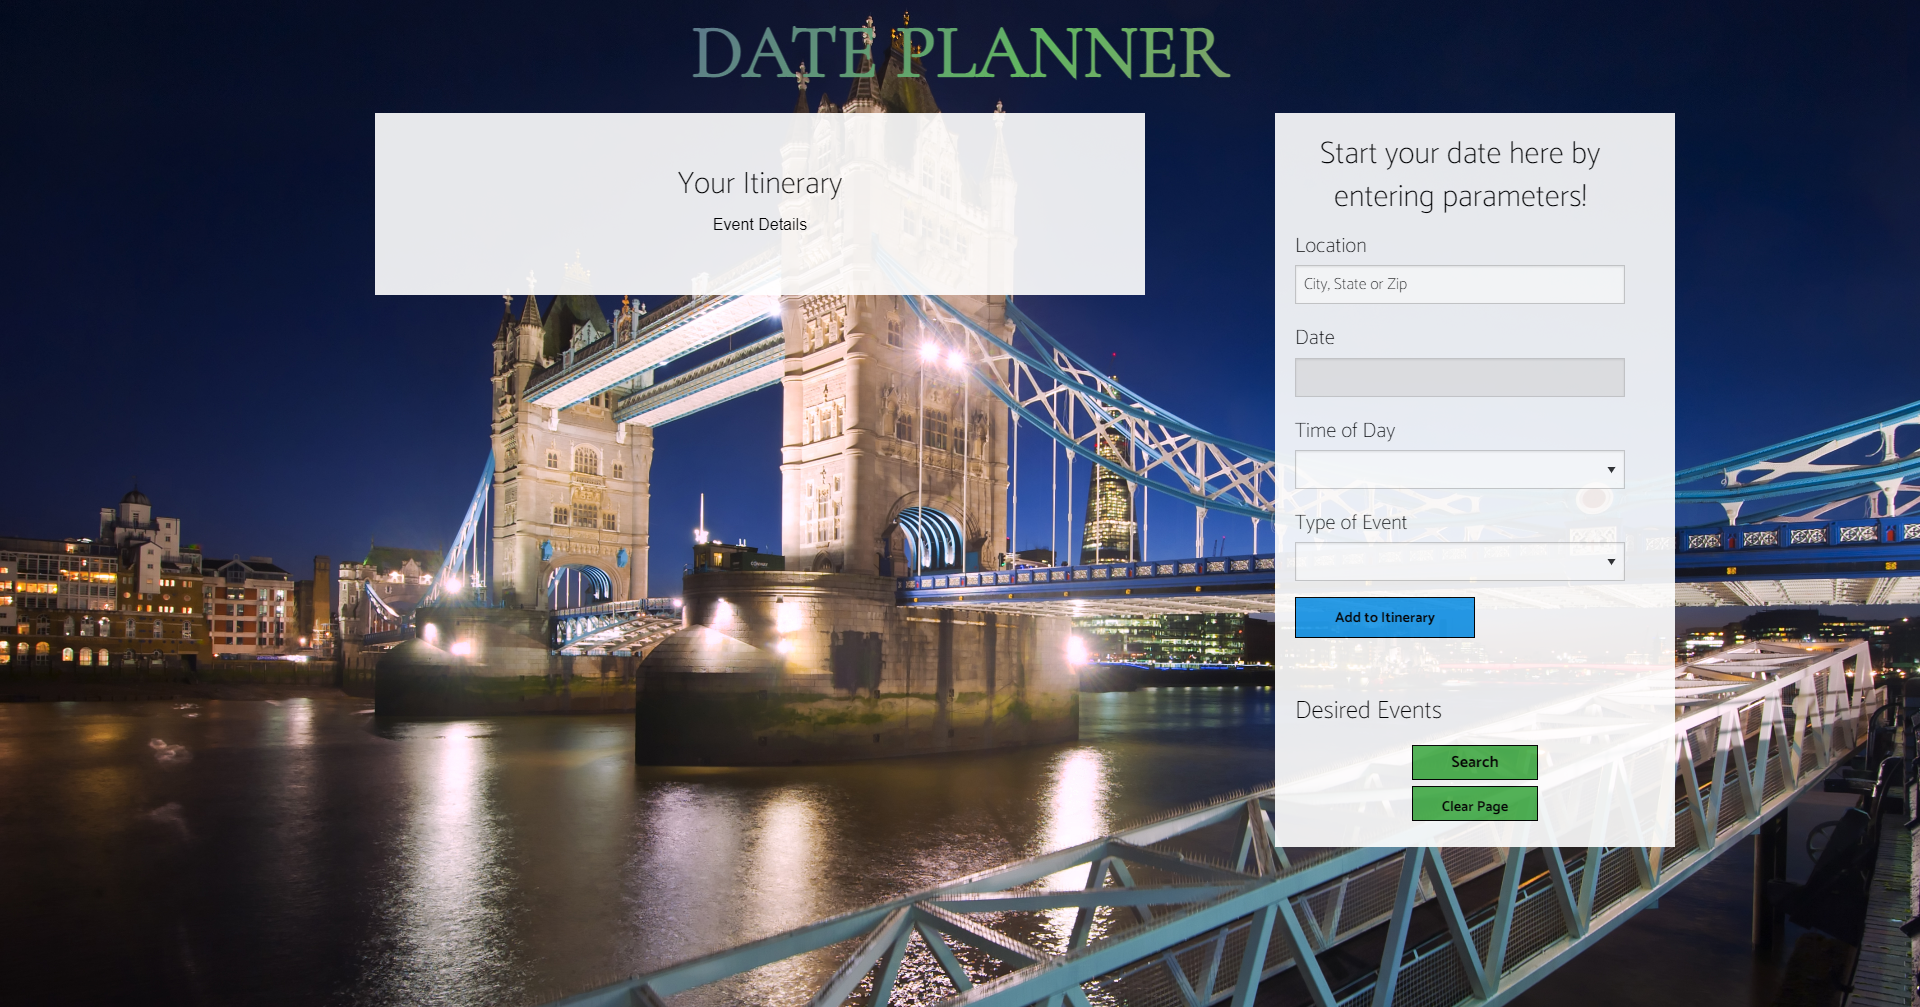 DATE PLANNER
Your Itinerary
Event Details
Start your date here by
entering parameters!
Location
City, State or Zip
Date
Time of Day
Type of Event
Add to Itinerary
Desired Events
Search
Clear Page